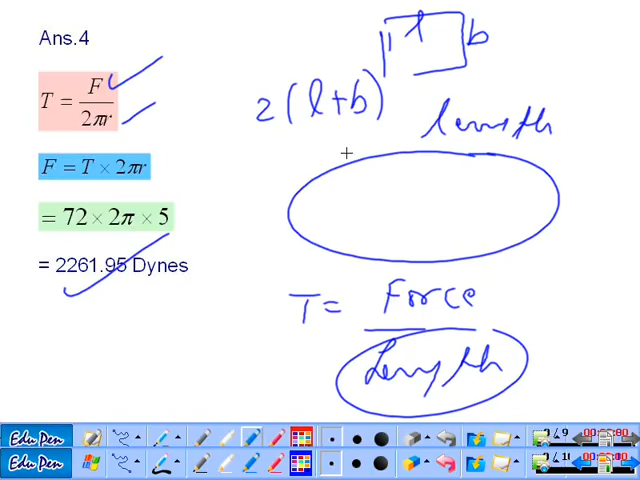 Ans.4
T = F / 2πr
F = T × 2πr
= 72 × 2π × 5
= 2261.95 Dynes
l b
2(l+b)
length
T = Force
Length
Edu Pen
Edu Pen